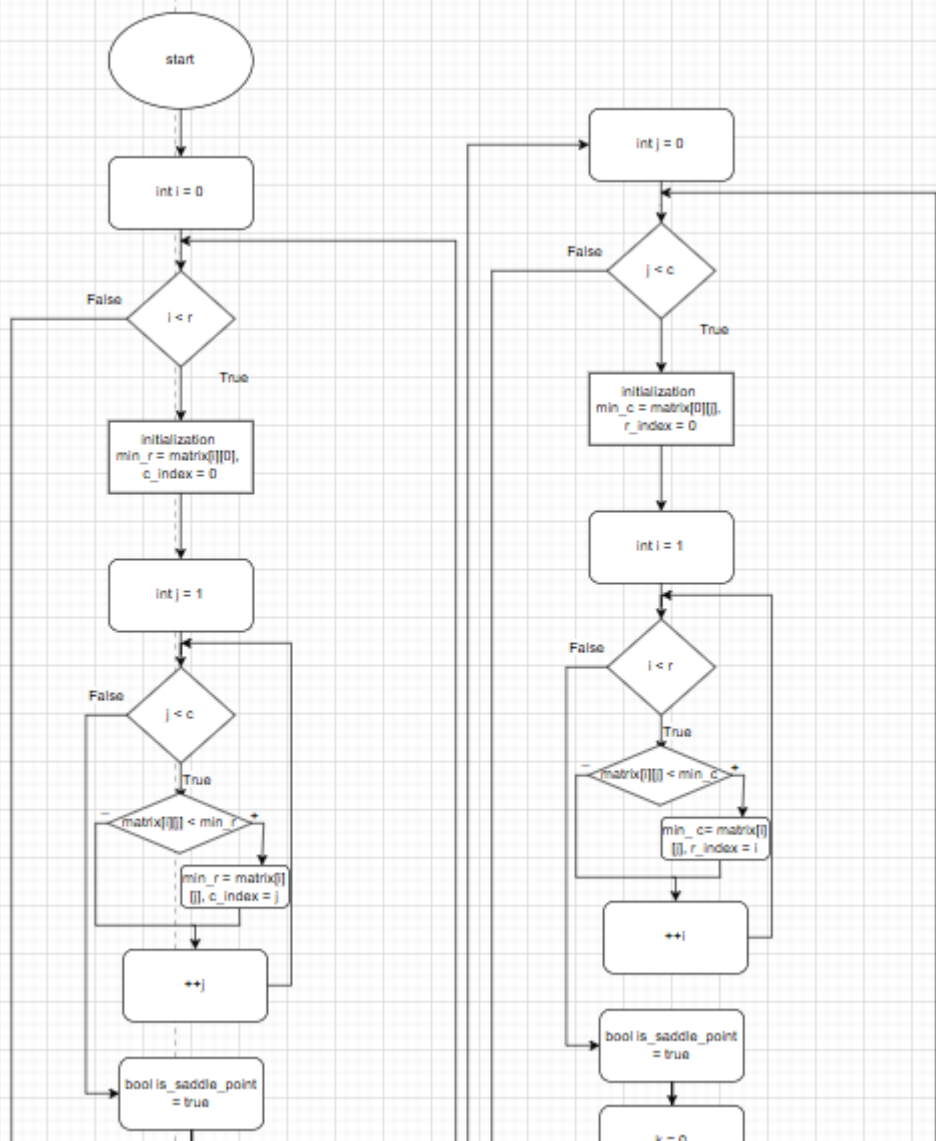 start
int i = 0
False
i < r
True
initialization
min_r = matrix[i][0],
c_index = 0
int j = 1
False
j < c
True
–
matrix[i][j] < min_r
+
min_r = matrix[i]
[j], c_index = j
++j
bool is_saddle_point
= true
int j = 0
False
j < c
True
initialization
min_c = matrix[0][j],
r_index = 0
int i = 1
False
i < r
True
–
matrix[i][j] < min_c
+
min_ c= matrix[i]
[j], r_index = i
++i
bool is_saddle_point
= true
k = 0